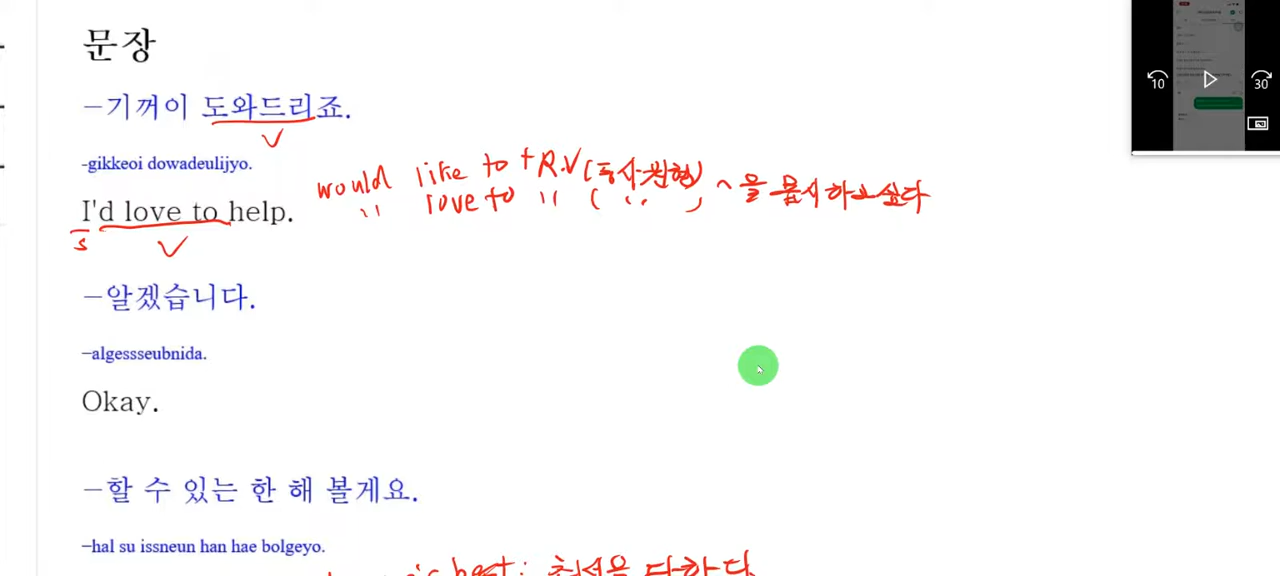 문장
-기꺼이 도와드리죠.
V
-gikkeoi dowadeulijyo.
would like to + R.V (동사원형)
〃 love to 〃 ( 〃 ) ~을 몹시 하고 싶다
I'd love to help.
S V
-알겠습니다.
-algessseubnida.
Okay.
-할 수 있는 한 해 볼게요.
-hal su issneun han hae bolgeyo.
best : 최선을 다하다
10
30